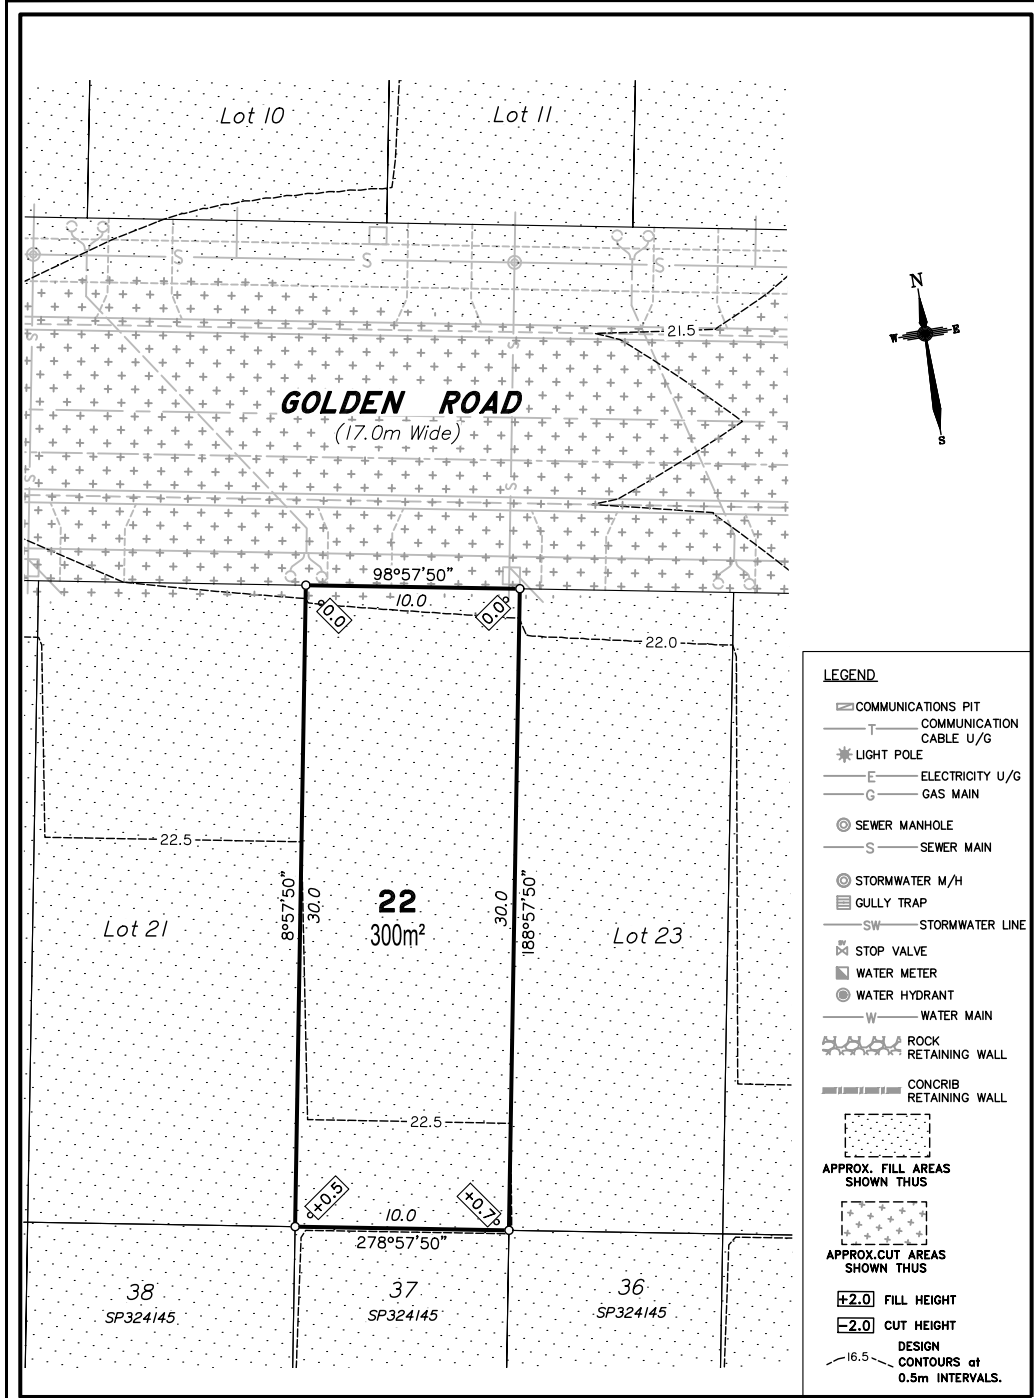 Lot 10
Lot 11
N
W
E
S
S
S
S
S
S
21.5
GOLDEN ROAD
(17.0m Wide)
S
S
98°57'50"
10.0
0.0
0.0
22.0
22.5
8°57'50"
30.0
22
300m²
30.0
188°57'50"
Lot 21
Lot 23
22.5
+0.5
+0.7
10.0
278°57'50"
38
SP324145
37
SP324145
36
SP324145
LEGEND
COMMUNICATIONS PIT
T COMMUNICATION
CABLE U/G
LIGHT POLE
E ELECTRICITY U/G
G GAS MAIN
SEWER MANHOLE
S SEWER MAIN
STORMWATER M/H
GULLY TRAP
SW STORMWATER LINE
SV
STOP VALVE
WATER METER
WATER HYDRANT
W WATER MAIN
ROCK
RETAINING WALL
CONCRIB
RETAINING WALL
APPROX. FILL AREAS
SHOWN THUS
APPROX.CUT AREAS
SHOWN THUS
+2.0 FILL HEIGHT
-2.0 CUT HEIGHT
16.5 DESIGN
CONTOURS at
0.5m INTERVALS.